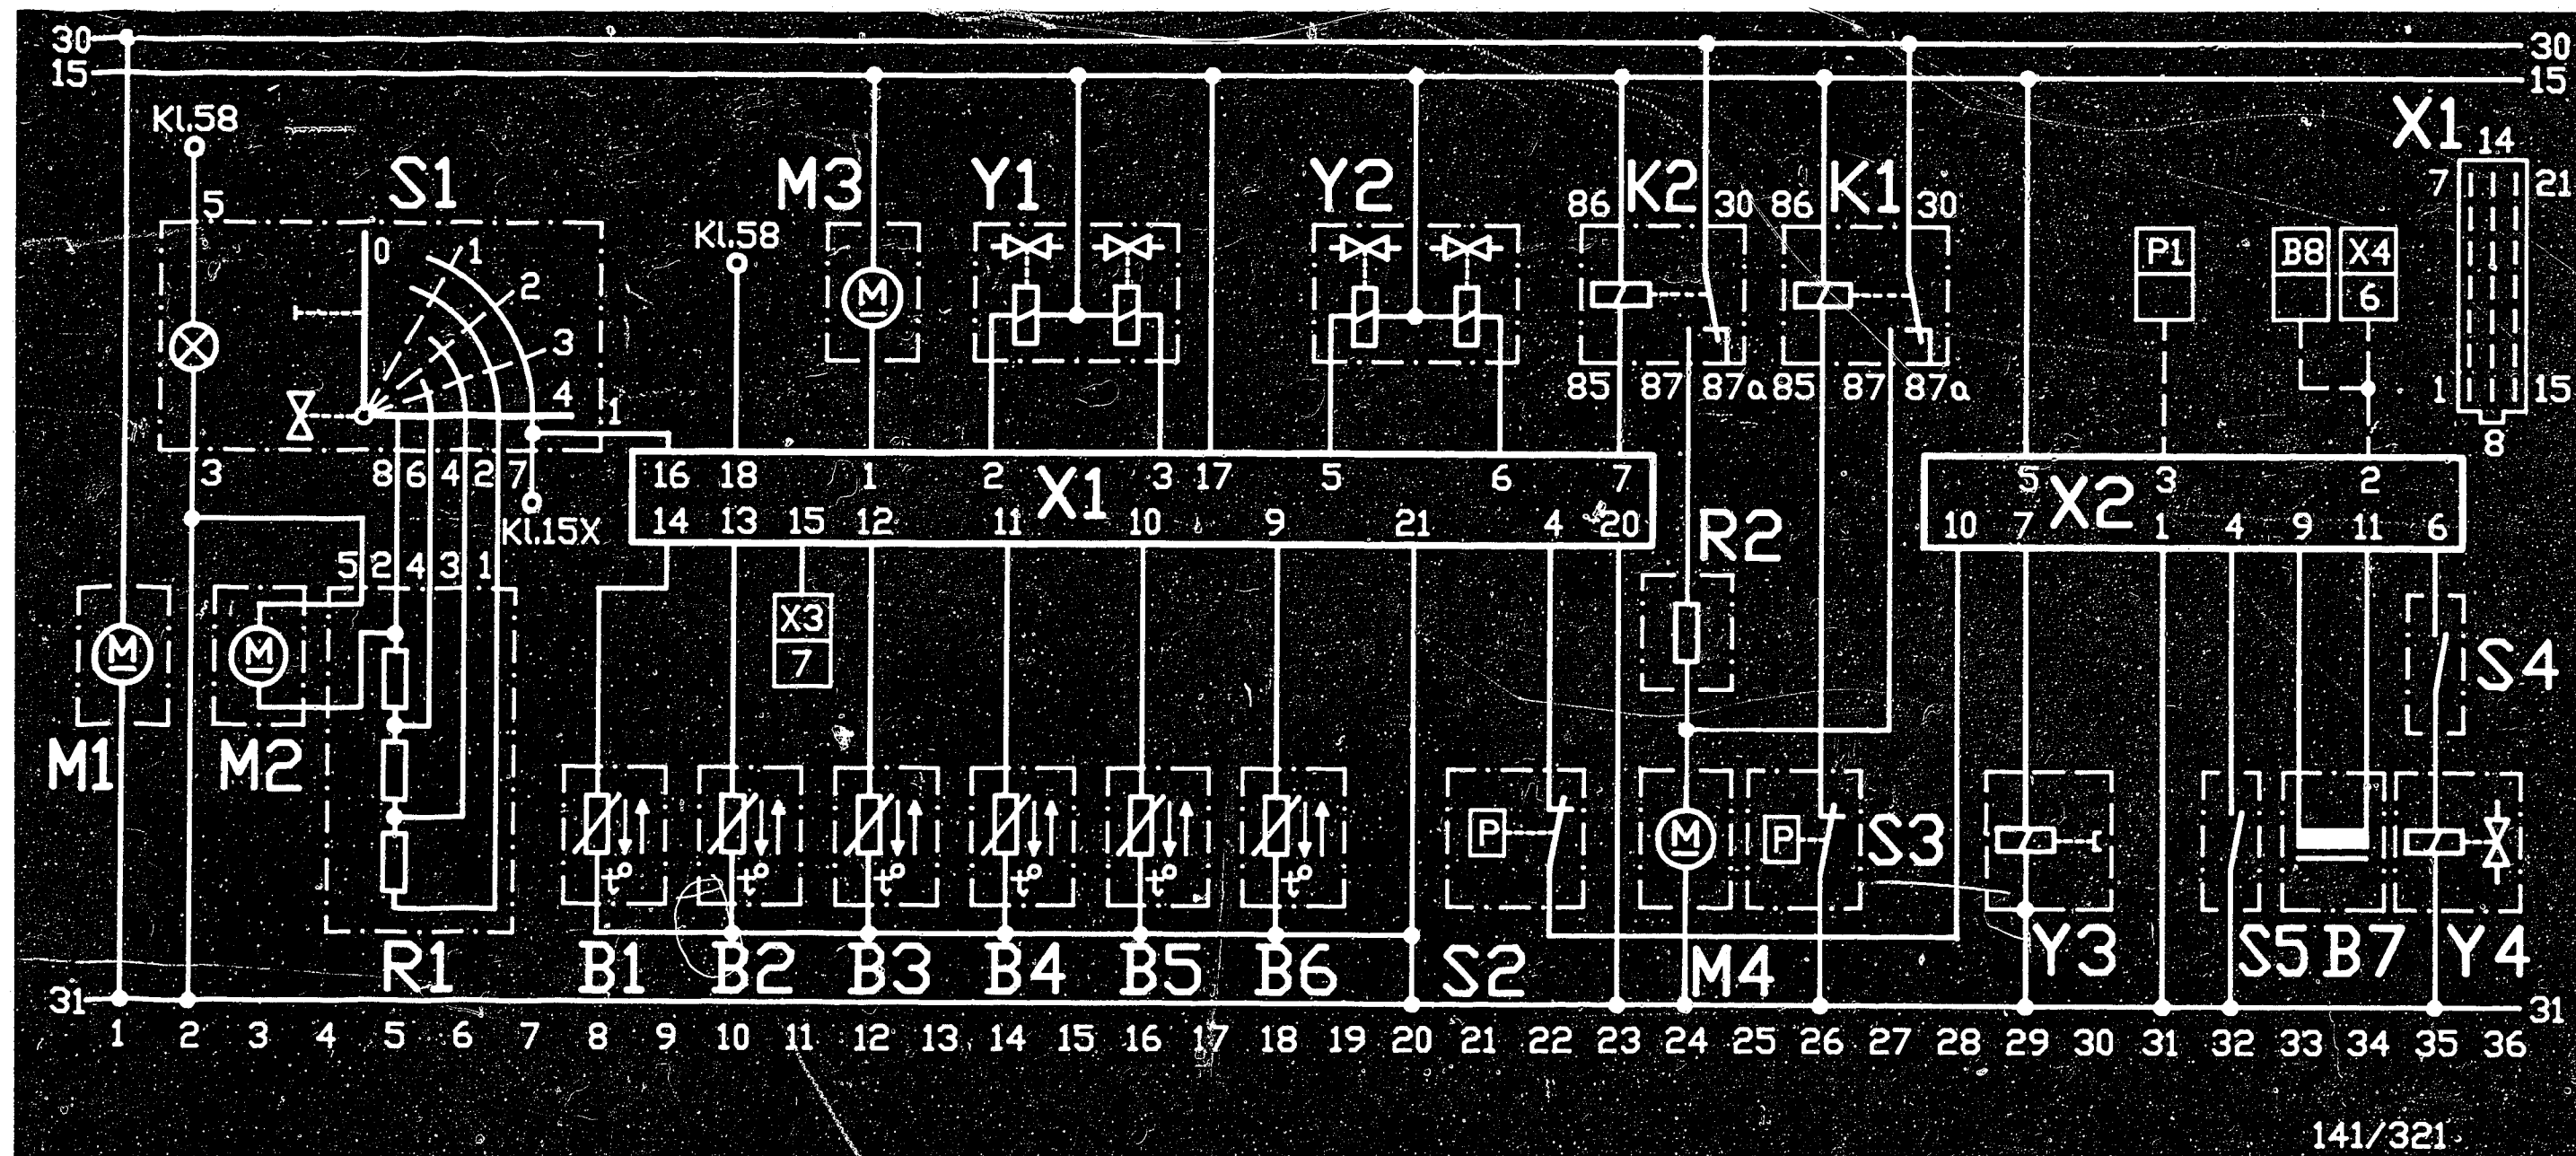 30 30
15 15
Kl.58 X1 14
5 S1 M3 Y1 Y2 86 K2 30 86 K1 30 7 21
0 1 Kl.58 P1 B8 X4
2 6
M M
3
4 1 85 87 87a 85 87 87a 1 15
8
3 8 6 4 2 7 16 18 1 2 X1 3 17 5 6 7 5 X2 3 2
Kl.15X 14 13 15 12 11 10 9 21 4 20 R2 10 7 1 4 9 11 6
5 2 4 3 1
X3
7
M M S4
M1 M2
P M P S3
t° t° t° t° t° t°
R1 B1 B2 B3 B4 B5 B6 S2 M4 Y3 S5 B7 Y4
31 31
1 2 3 4 5 6 7 8 9 10 11 12 13 14 15 16 17 18 19 20 21 22 23 24 25 26 27 28 29 30 31 32 33 34 35 36
141/321